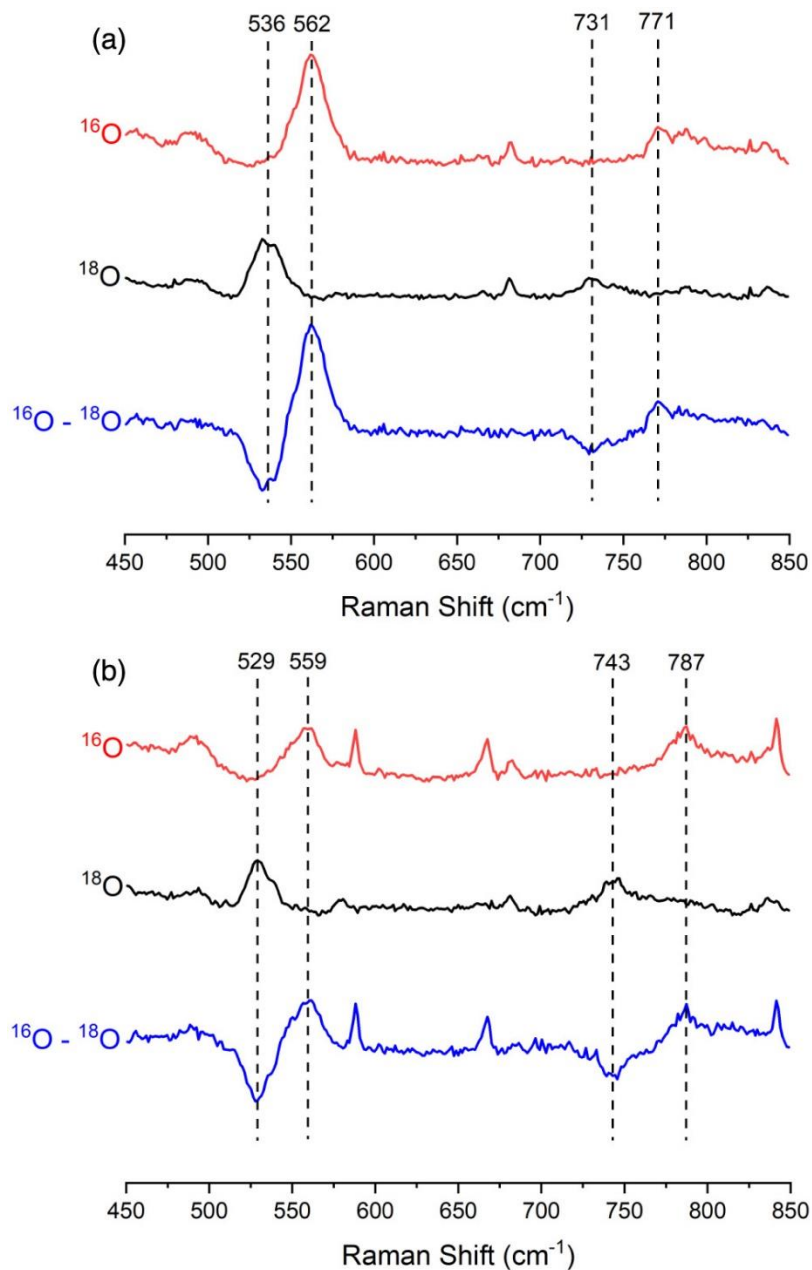 (a)
536 562 731 771
¹⁶O
¹⁸O
¹⁶O - ¹⁸O
450 500 550 600 650 700 750 800 850
Raman Shift (cm⁻¹)
(b)
529 559 743 787
¹⁶O
¹⁸O
¹⁶O - ¹⁸O
450 500 550 600 650 700 750 800 850
Raman Shift (cm⁻¹)